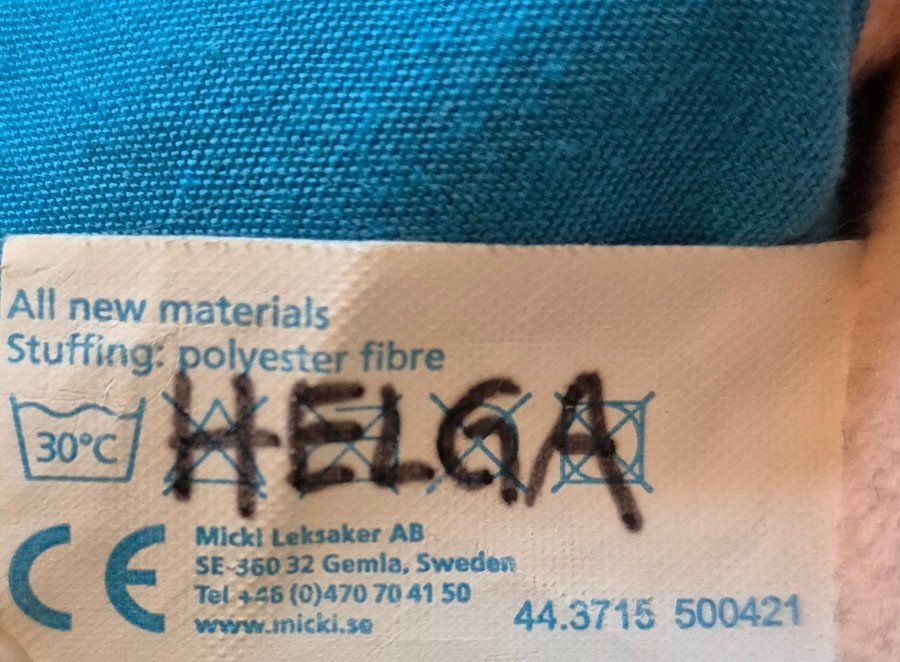 All new materials
Stuffing: polyester fibre
30°C
HELGA
CE
Micki Leksaker AB
SE-360 32 Gemla, Sweden
Tel +46 (0)470 70 41 50
www.micki.se
44.3715 500421